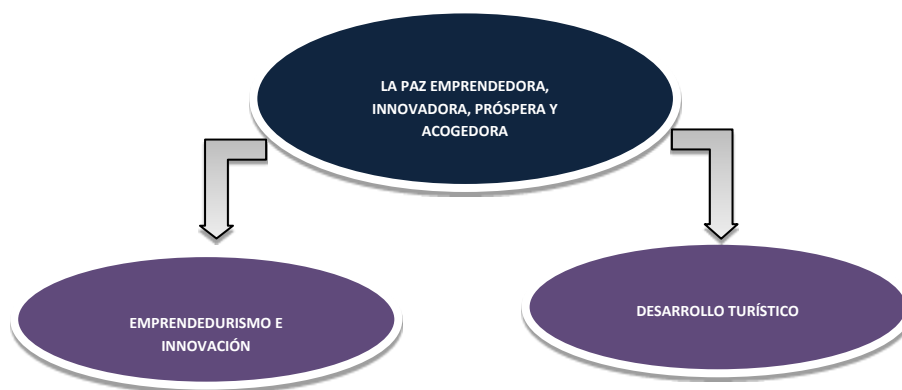 LA PAZ EMPRENDEDORA,
INNOVADORA, PRÓSPERA Y
ACOGEDORA
EMPRENDEDURISMO E
INNOVACIÓN
DESARROLLO TURÍSTICO